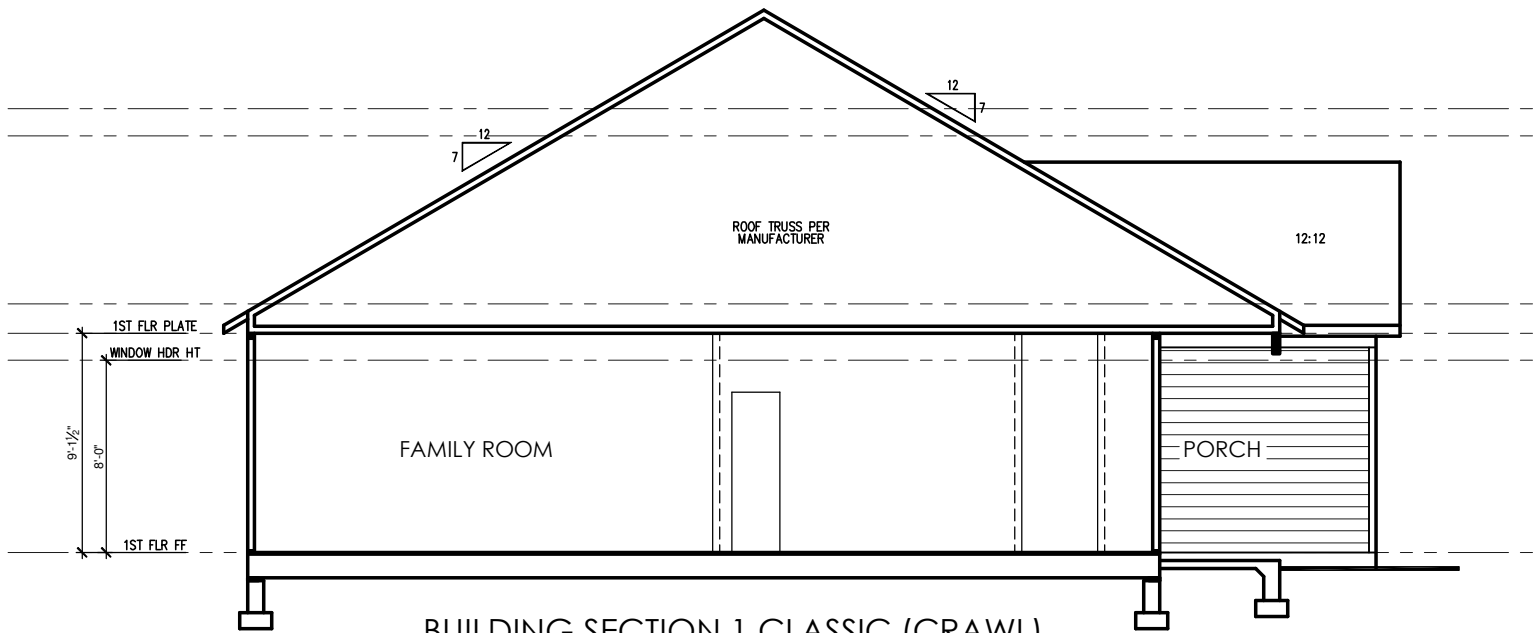 12
7
12
7
ROOF TRUSS PER
MANUFACTURER
12:12
1ST FLR PLATE
WINDOW HDR HT
9'-1½"
8'-0"
FAMILY ROOM
PORCH
1ST FLR FF
BUILDING SECTION 1 CLASSIC (CRAWL)